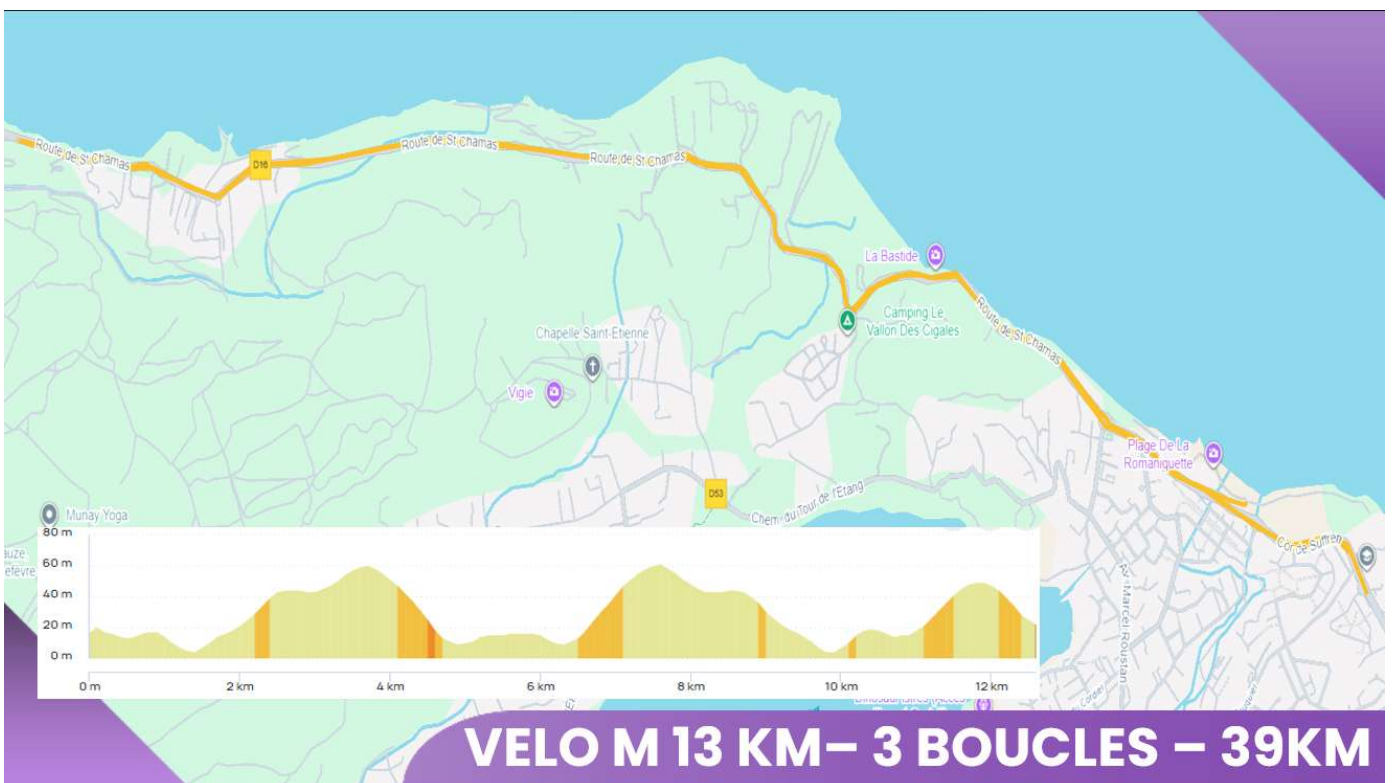 Route de St Chamas
D16
Route de St Chamas
Route de St Chamas
La Bastide
Camping Le
Vallon Des Cigales
Route de St Chamas
Chapelle Saint-Etienne
Vigie
Plage De La
Romaniquette
D53
Chem. du Tour de l'Etang
Munay Yoga
Cor de Suffren
Av. Marcel Roustan
80 m
60 m
40 m
20 m
0 m
0 m
2 km
4 km
6 km
8 km
10 km
12 km
VELO M 13 KM– 3 BOUCLES – 39KM